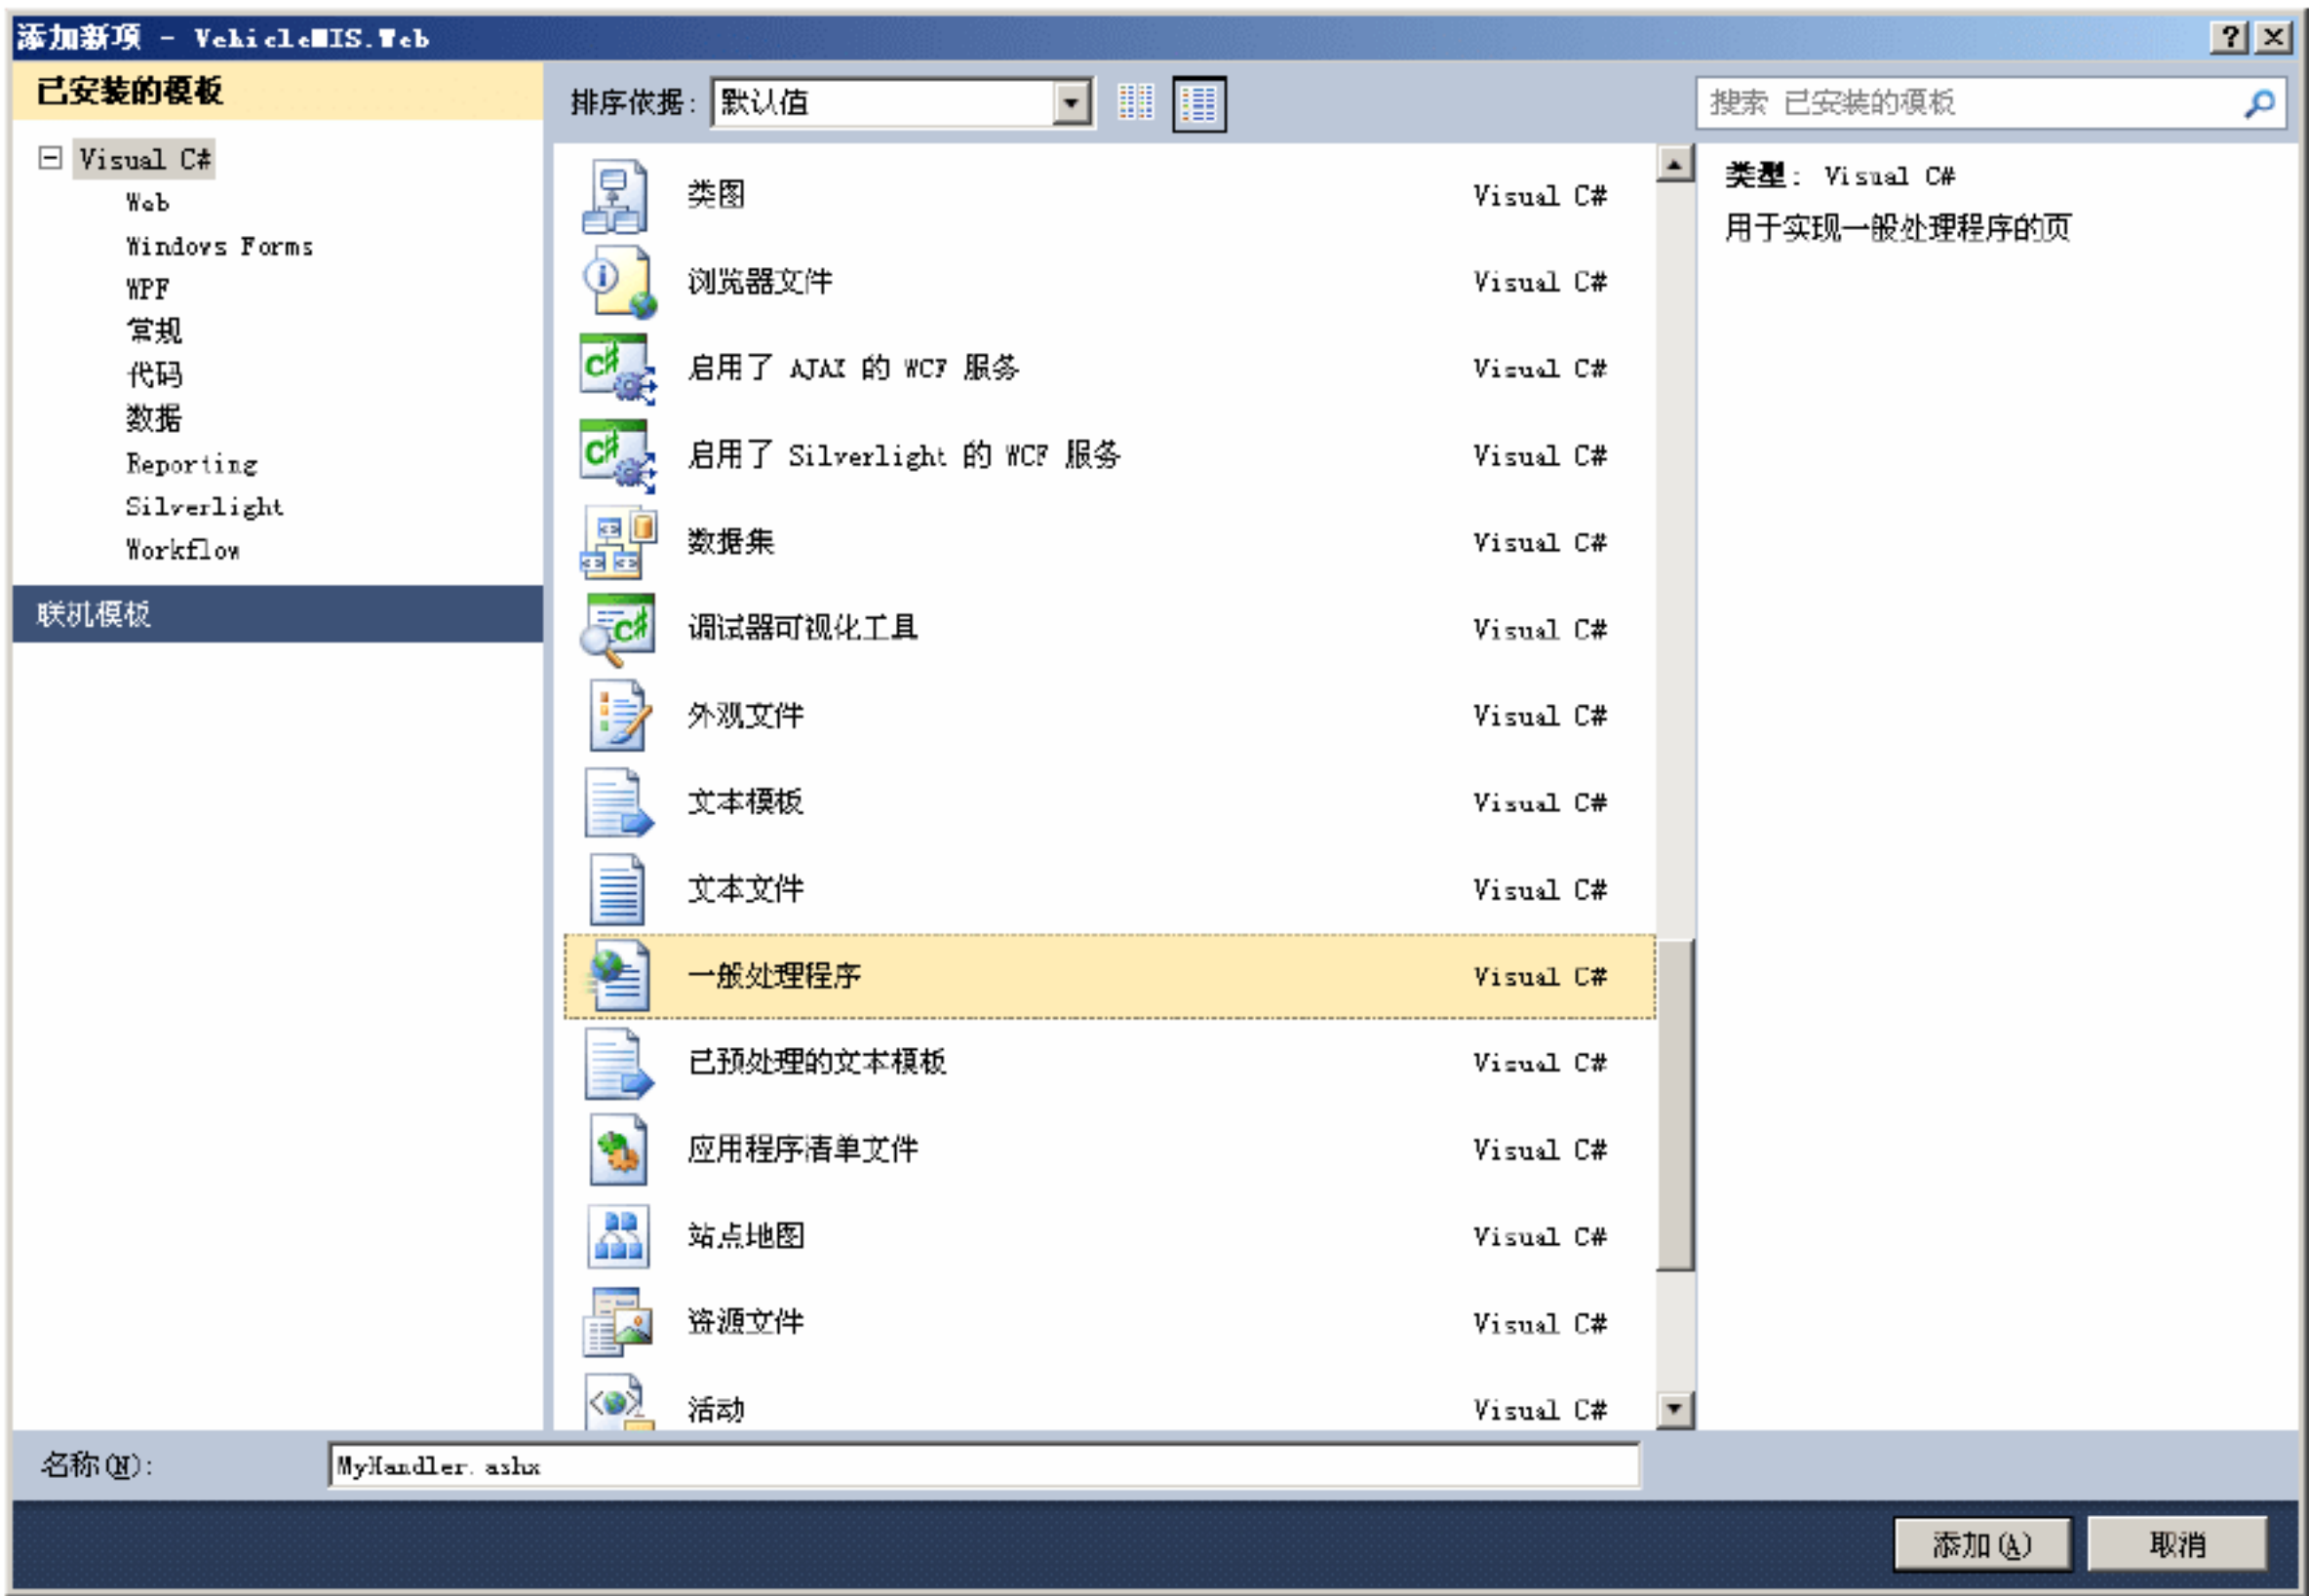 添加新项 - VehicleMIS.Web
已安装的模板
排序依据: 默认值
搜索 已安装的模板
Visual C#
Web
Windows Forms
WPF
常规
代码
数据
Reporting
Silverlight
Workflow
联机模板
类图 Visual C#
浏览器文件 Visual C#
启用了 AJAX 的 WCF 服务 Visual C#
启用了 Silverlight 的 WCF 服务 Visual C#
数据集 Visual C#
调试器可视化工具 Visual C#
外观文件 Visual C#
文本模板 Visual C#
文本文件 Visual C#
一般处理程序 Visual C#
已预处理的文本模板 Visual C#
应用程序清单文件 Visual C#
站点地图 Visual C#
资源文件 Visual C#
活动 Visual C#
类型: Visual C#
用于实现一般处理程序的页
名称(N): MyHandler.ashx
添加(A) 取消